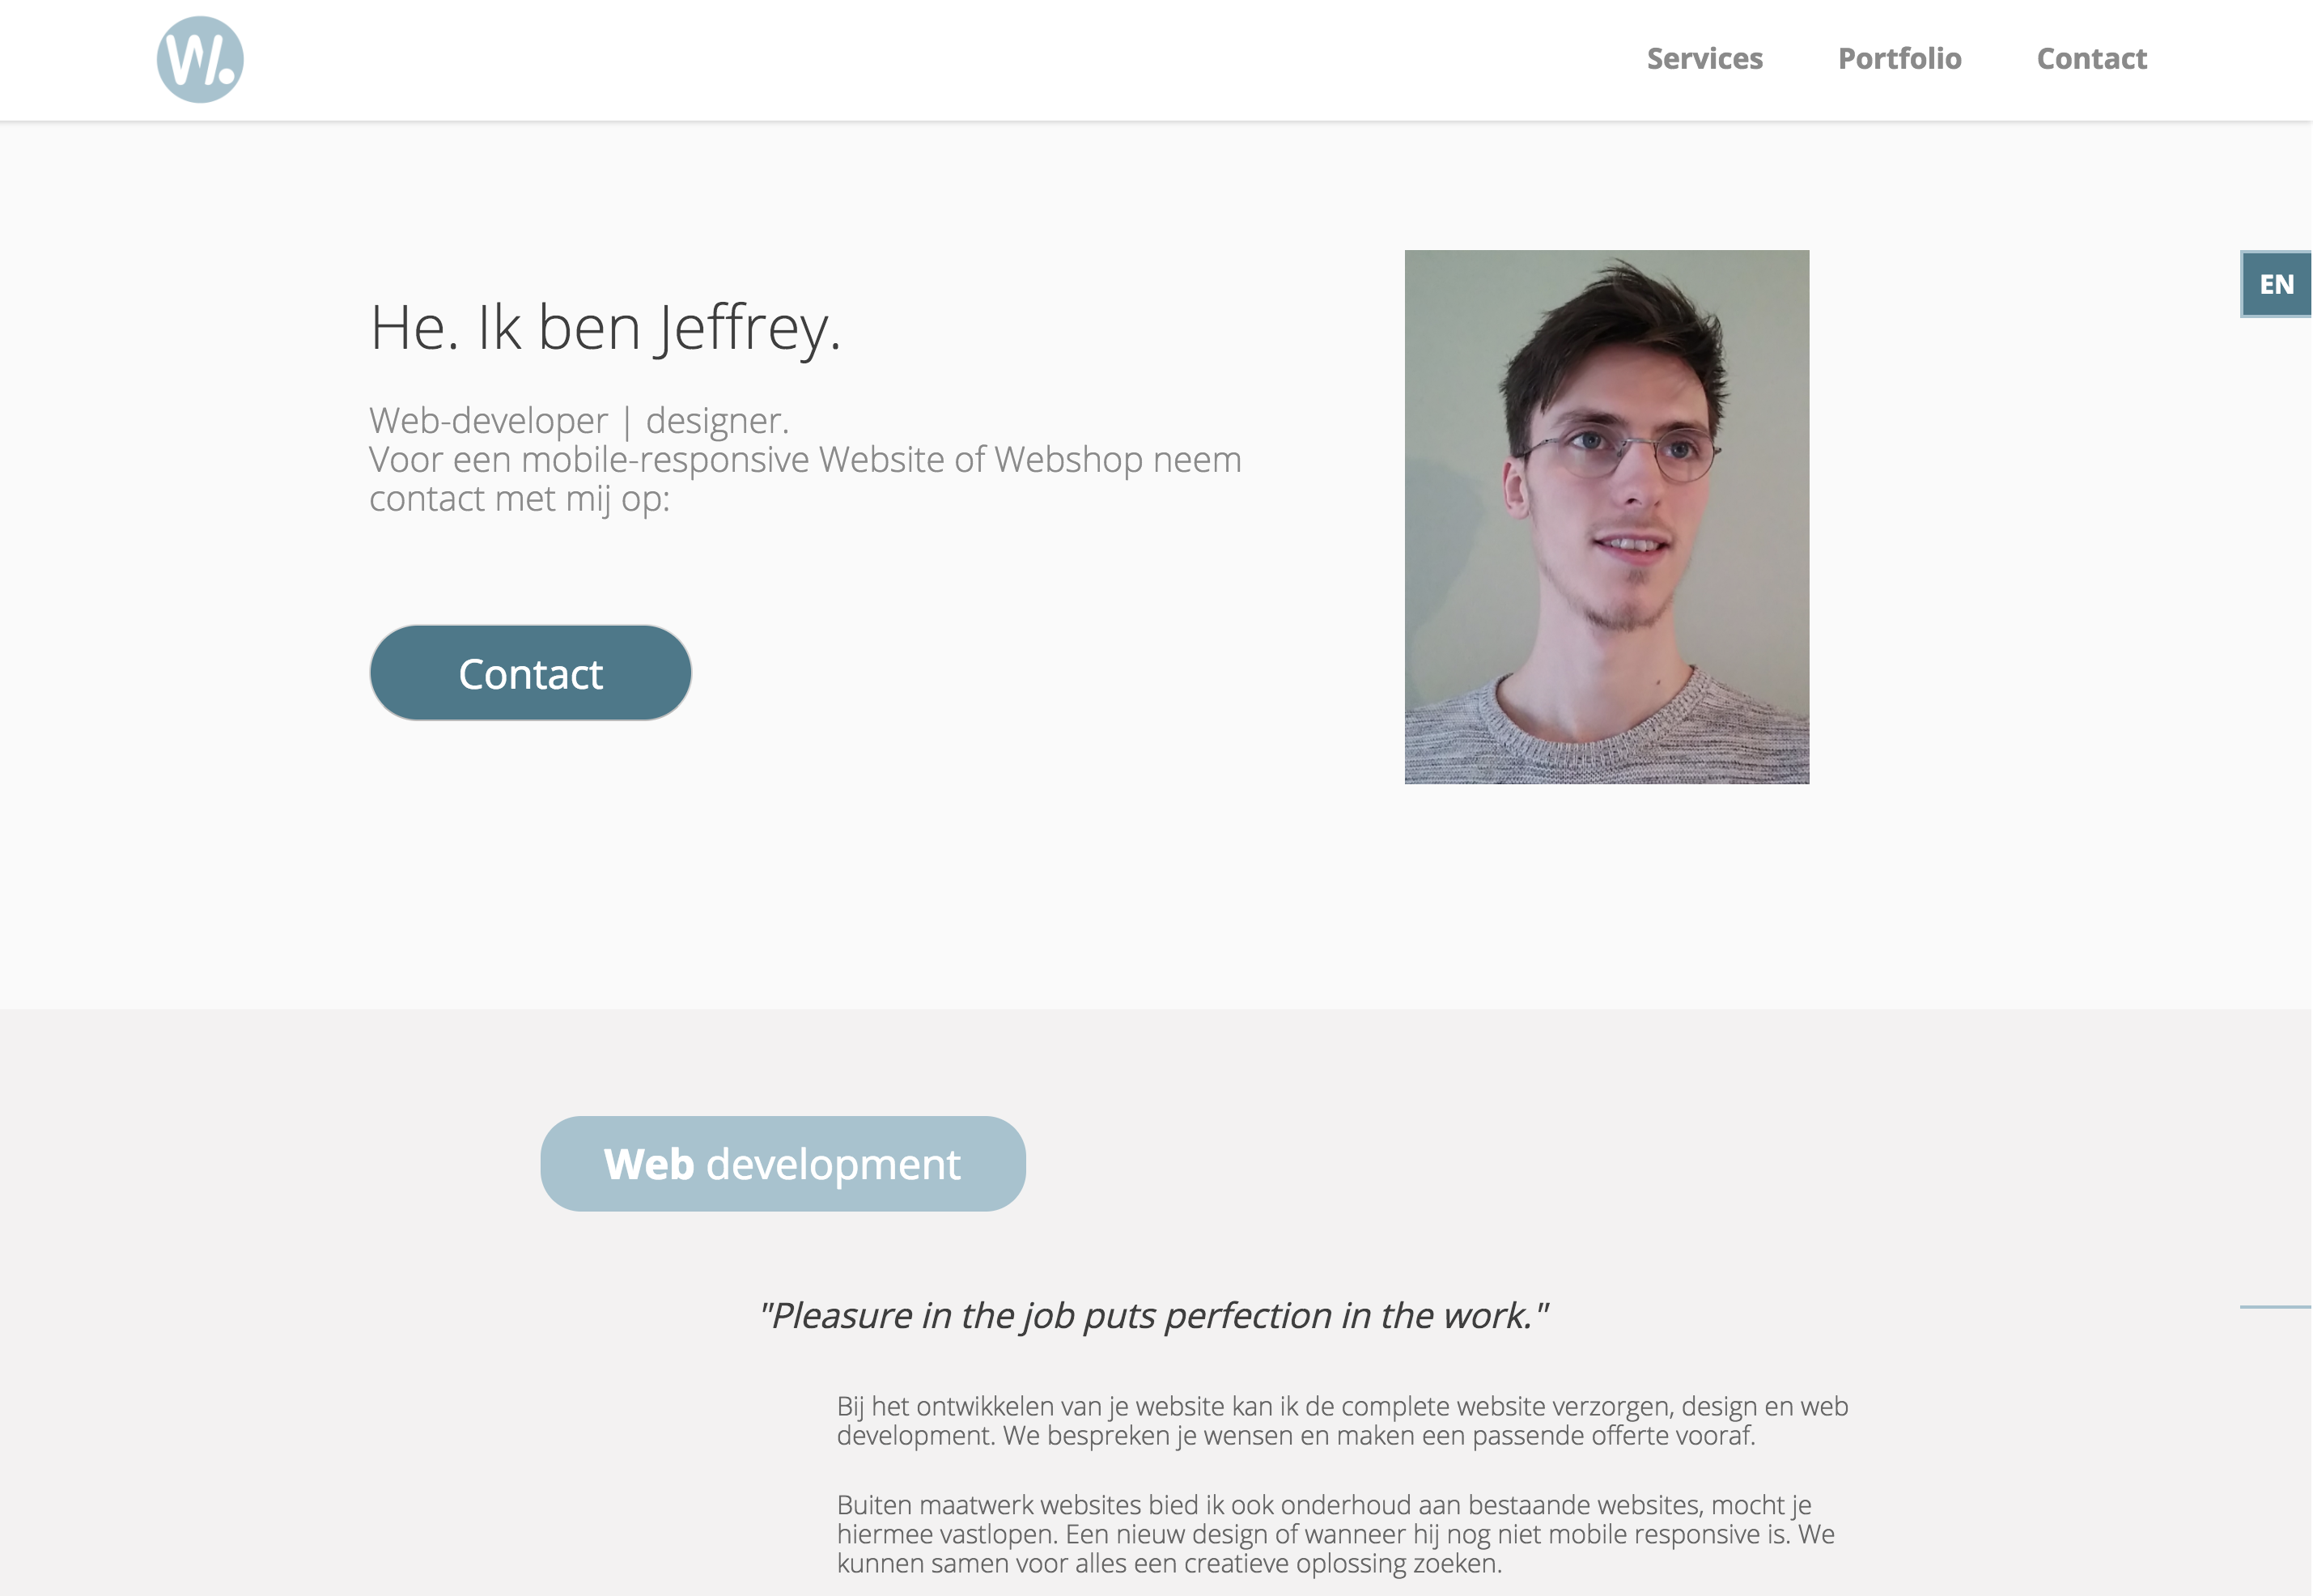 W.
Services
Portfolio
Contact
EN
He. Ik ben Jeffrey.
Web-developer | designer.
Voor een mobile-responsive Website of Webshop neem
contact met mij op:
Contact
Web development
"Pleasure in the job puts perfection in the work."
Bij het ontwikkelen van je website kan ik de complete website verzorgen, design en web
development. We bespreken je wensen en maken een passende offerte vooraf.
Buiten maatwerk websites bied ik ook onderhoud aan bestaande websites, mocht je
hiermee vastlopen. Een nieuw design of wanneer hij nog niet mobile responsive is. We
kunnen samen voor alles een creatieve oplossing zoeken.